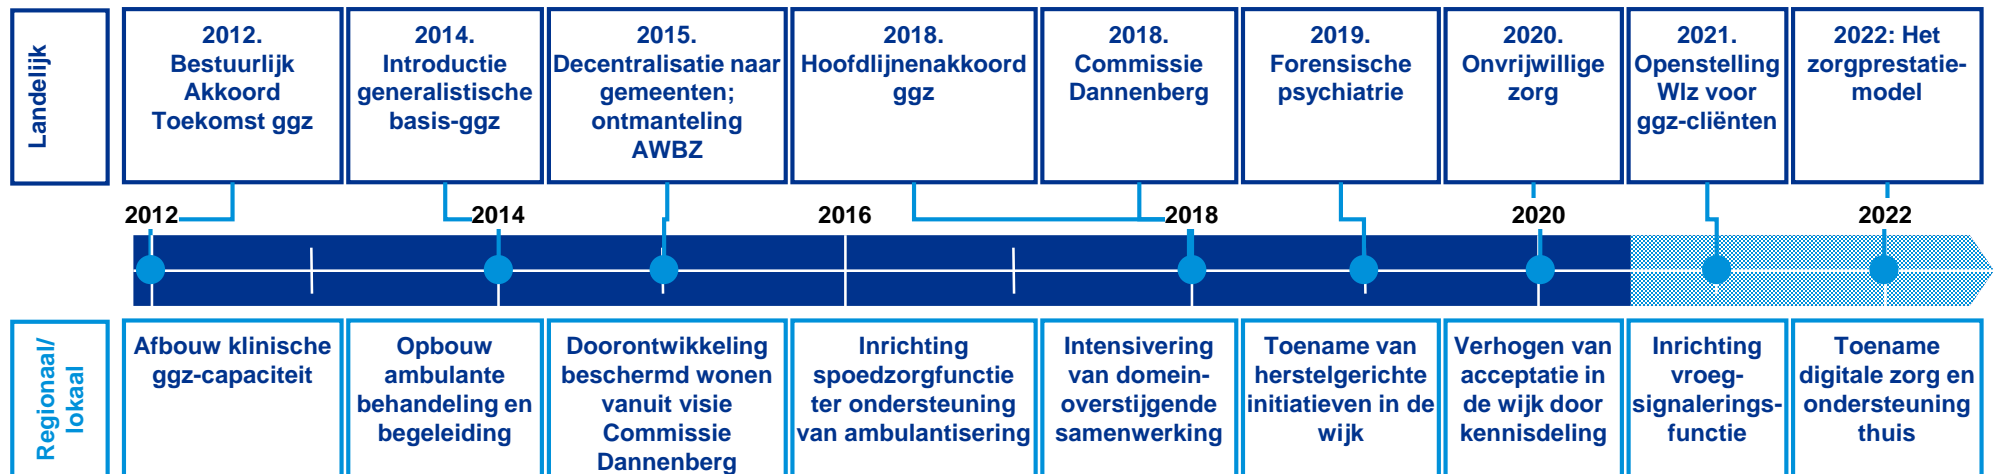 Landelijk
2012.
Bestuurlijk
Akkoord
Toekomst ggz
2014.
Introductie
generalistische
basis-ggz
2015.
Decentralisatie naar
gemeenten;
ontmanteling
AWBZ
2018.
Hoofdlijnenakkoord
ggz
2018.
Commissie
Dannenberg
2019.
Forensische
psychiatrie
2020.
Onvrijwillige
zorg
2021.
Openstelling
Wlz voor
ggz-cliënten
2022: Het
zorgprestatie-
model
2012
2014
2016
2018
2020
2022
Regionaal/
lokaal
Afbouw klinische
ggz-capaciteit
Opbouw
ambulante
behandeling en
begeleiding
Doorontwikkeling
beschermd wonen
vanuit visie
Commissie
Dannenberg
Inrichting
spoedzorgfunctie
ter ondersteuning
van ambulantisering
Intensivering
van domein-
overstijgende
samenwerking
Toename van
herstelgerichte
initiatieven in de
wijk
Verhogen van
acceptatie in
de wijk door
kennisdeling
Inrichting
vroeg-
signalerings-
functie
Toename
digitale zorg en
ondersteuning
thuis